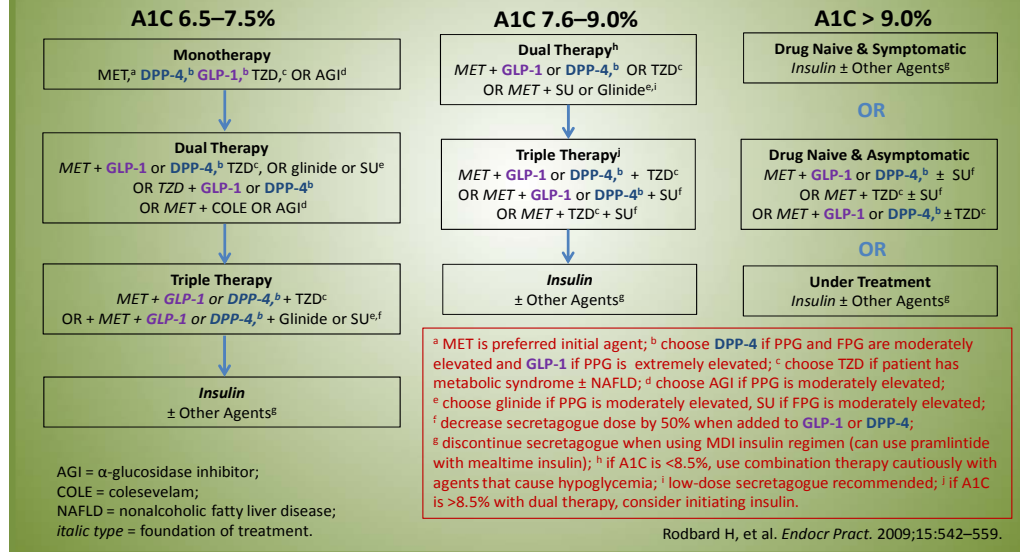 A1C 6.5–7.5%
Monotherapy
MET,ᵃ DPP-4,ᵇ GLP-1,ᵇ TZD,ᶜ OR AGIᵈ
Dual Therapy
MET + GLP-1 or DPP-4,ᵇ TZDᶜ, OR glinide or SUᵉ
OR TZD + GLP-1 or DPP-4ᵇ
OR MET + COLE OR AGIᵈ
Triple Therapy
MET + GLP-1 or DPP-4,ᵇ + TZDᶜ
OR + MET + GLP-1 or DPP-4,ᵇ + Glinide or SUᵉ,ᶠ
Insulin
± Other Agentsᵍ
AGI = α-glucosidase inhibitor;
COLE = colesevelam;
NAFLD = nonalcoholic fatty liver disease;
italic type = foundation of treatment.
A1C 7.6–9.0%
Dual Therapyʰ
MET + GLP-1 or DPP-4,ᵇ OR TZDᶜ
OR MET + SU or Glinideᵉ,ⁱ
Triple Therapyʲ
MET + GLP-1 or DPP-4,ᵇ + TZDᶜ
OR MET + GLP-1 or DPP-4ᵇ + SUᶠ
OR MET + TZDᶜ + SUᶠ
Insulin
± Other Agentsᵍ
A1C > 9.0%
Drug Naive & Symptomatic
Insulin ± Other Agentsᵍ
OR
Drug Naive & Asymptomatic
MET + GLP-1 or DPP-4,ᵇ ± SUᶠ
OR MET + TZDᶜ ± SUᶠ
OR MET + GLP-1 or DPP-4,ᵇ ± TZDᶜ
OR
Under Treatment
Insulin ± Other Agentsᵍ
ᵃ MET is preferred initial agent; ᵇ choose DPP-4 if PPG and FPG are moderately
elevated and GLP-1 if PPG is extremely elevated; ᶜ choose TZD if patient has
metabolic syndrome ± NAFLD; ᵈ choose AGI if PPG is moderately elevated;
ᵉ choose glinide if PPG is moderately elevated, SU if FPG is moderately elevated;
ᶠ decrease secretagogue dose by 50% when added to GLP-1 or DPP-4;
ᵍ discontinue secretagogue when using MDI insulin regimen (can use pramlintide
with mealtime insulin); ʰ if A1C is <8.5%, use combination therapy cautiously with
agents that cause hypoglycemia; ⁱ low-dose secretagogue recommended; ʲ if A1C
is >8.5% with dual therapy, consider initiating insulin.
Rodbard H, et al. Endocr Pract. 2009;15:542–559.